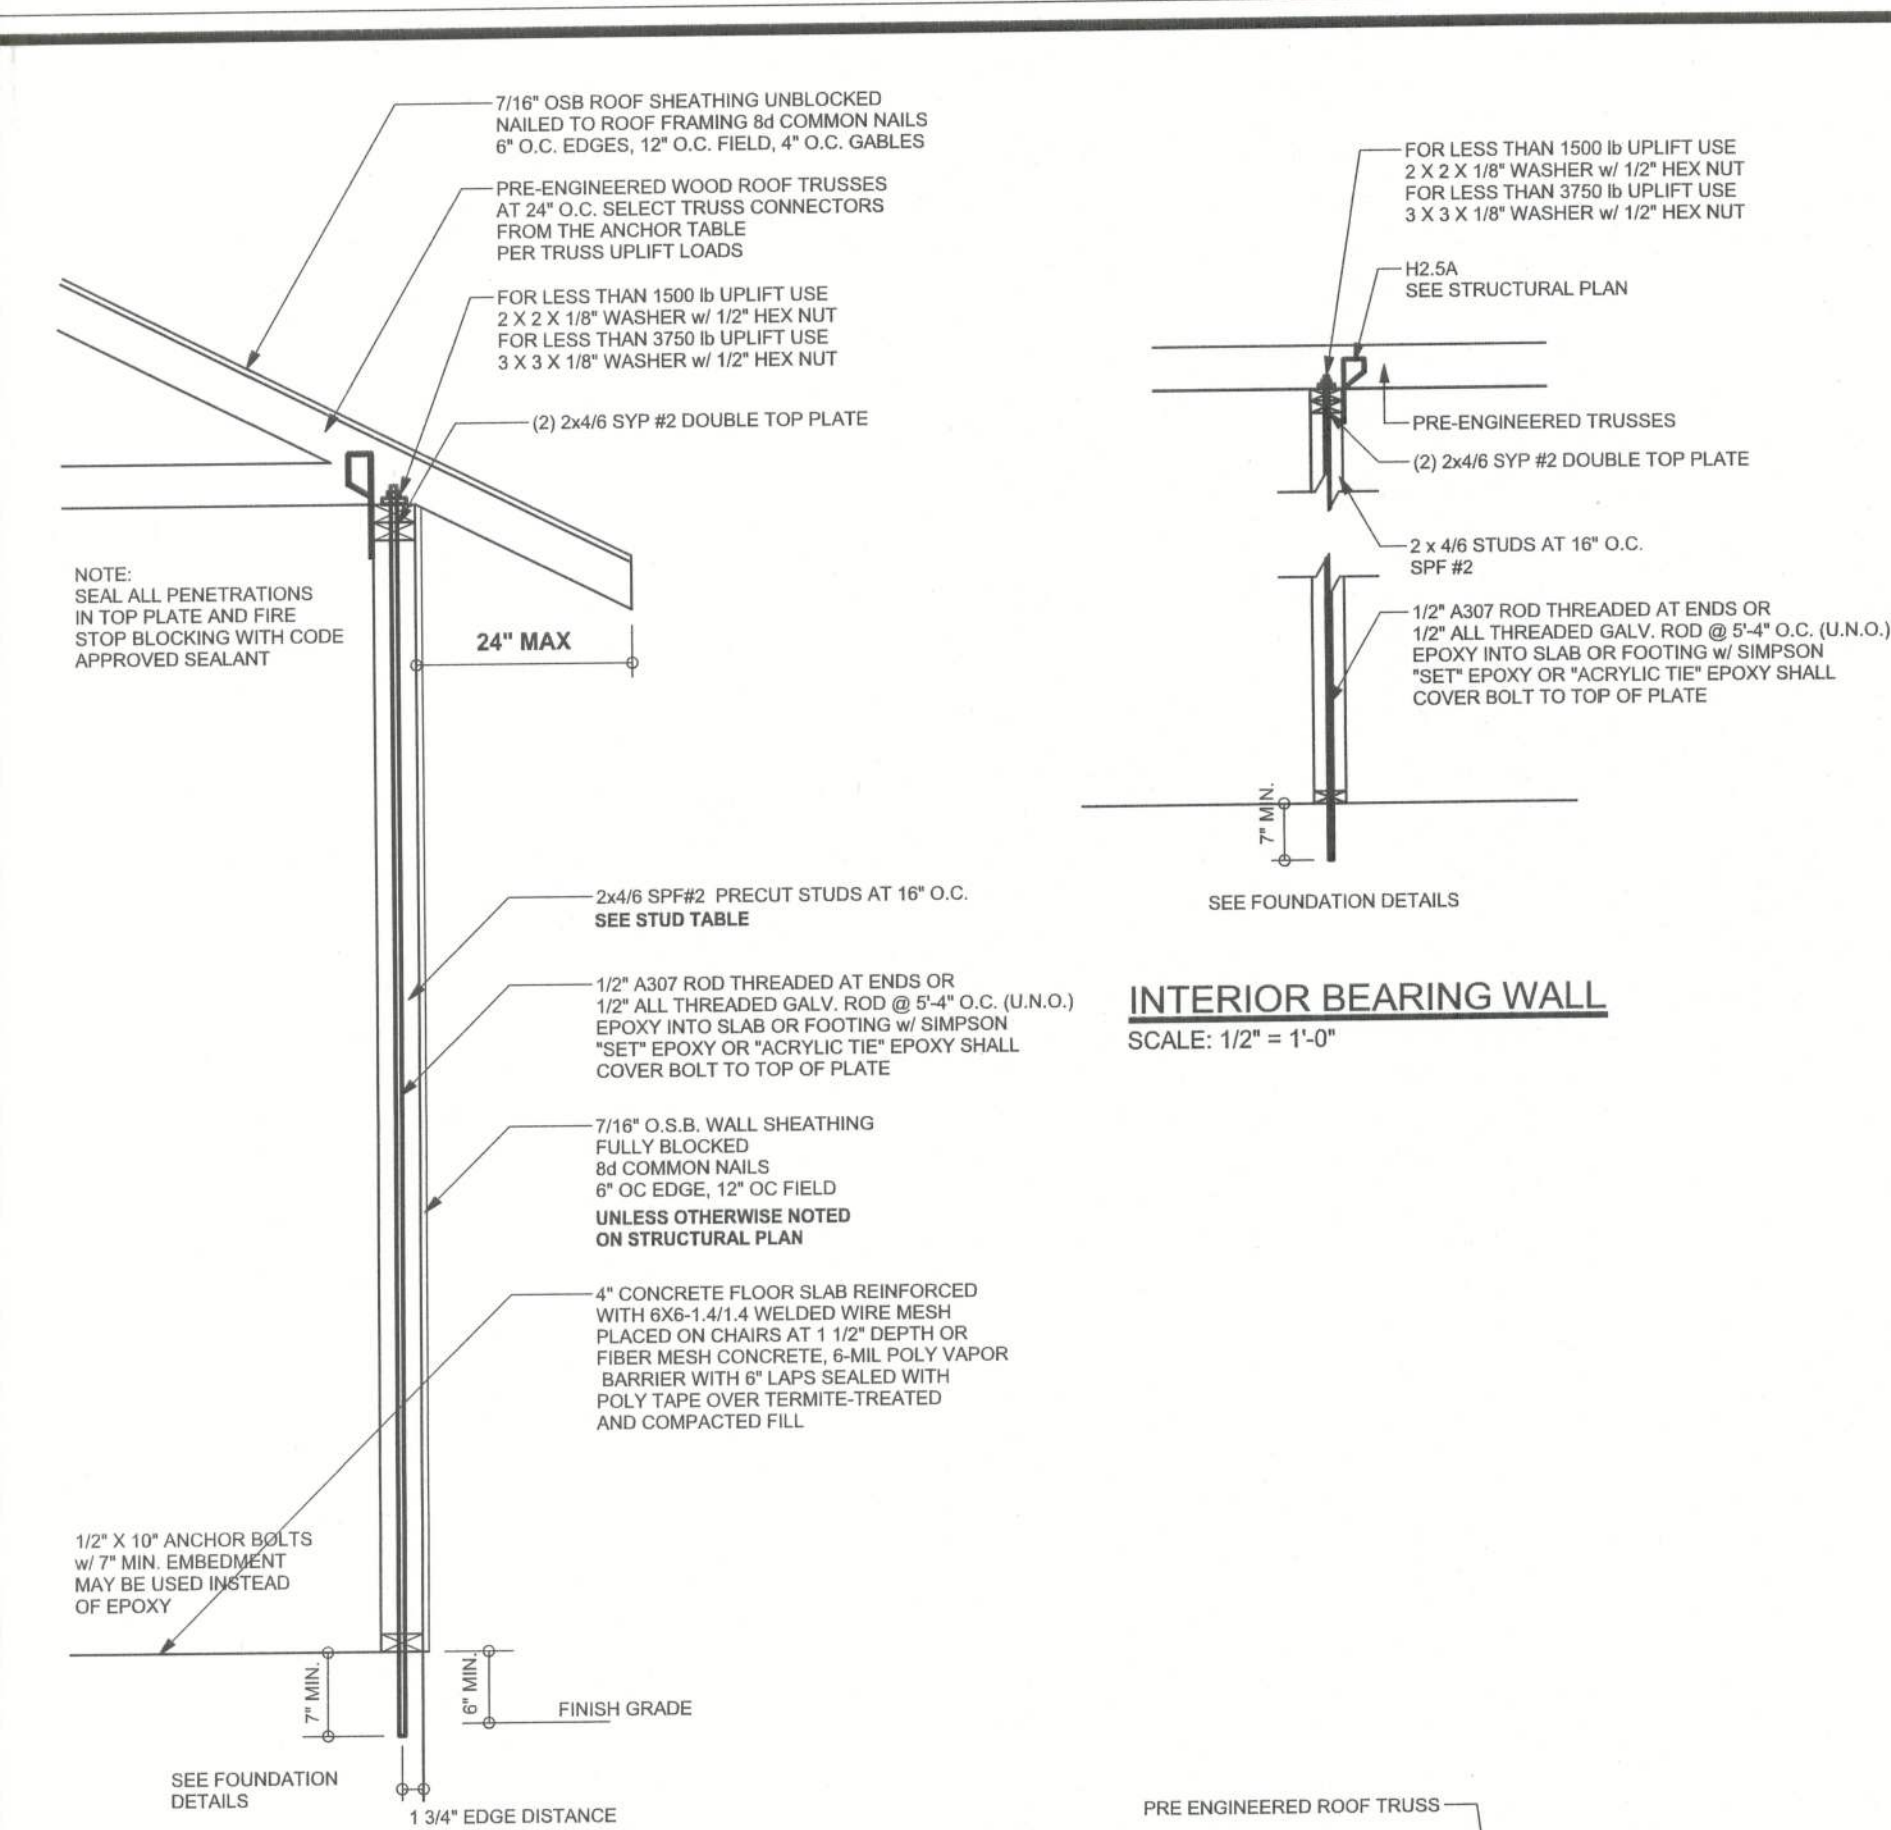 7/16" OSB ROOF SHEATHING UNBLOCKED
NAILED TO ROOF FRAMING 8d COMMON NAILS
6" O.C. EDGES, 12" O.C. FIELD, 4" O.C. GABLES
PRE-ENGINEERED WOOD ROOF TRUSSES
AT 24" O.C. SELECT TRUSS CONNECTORS
FROM THE ANCHOR TABLE
PER TRUSS UPLIFT LOADS
FOR LESS THAN 1500 lb UPLIFT USE
2 X 2 X 1/8" WASHER w/ 1/2" HEX NUT
FOR LESS THAN 3750 lb UPLIFT USE
3 X 3 X 1/8" WASHER w/ 1/2" HEX NUT
(2) 2x4/6 SYP #2 DOUBLE TOP PLATE
NOTE:
SEAL ALL PENETRATIONS
IN TOP PLATE AND FIRE
STOP BLOCKING WITH CODE
APPROVED SEALANT
24" MAX
2x4/6 SPF#2 PRECUT STUDS AT 16" O.C.
SEE STUD TABLE
1/2" A307 ROD THREADED AT ENDS OR
1/2" ALL THREADED GALV. ROD @ 5'-4" O.C. (U.N.O.)
EPOXY INTO SLAB OR FOOTING w/ SIMPSON
"SET" EPOXY OR "ACRYLIC TIE" EPOXY SHALL
COVER BOLT TO TOP OF PLATE
7/16" O.S.B. WALL SHEATHING
FULLY BLOCKED
8d COMMON NAILS
6" OC EDGE, 12" OC FIELD
UNLESS OTHERWISE NOTED
ON STRUCTURAL PLAN
4" CONCRETE FLOOR SLAB REINFORCED
WITH 6X6-1.4/1.4 WELDED WIRE MESH
PLACED ON CHAIRS AT 1 1/2" DEPTH OR
FIBER MESH CONCRETE, 6-MIL POLY VAPOR
BARRIER WITH 6" LAPS SEALED WITH
POLY TAPE OVER TERMITE-TREATED
AND COMPACTED FILL
1/2" X 10" ANCHOR BOLTS
w/ 7" MIN. EMBEDMENT
MAY BE USED INSTEAD
OF EPOXY
7" MIN.
6" MIN.
FINISH GRADE
SEE FOUNDATION
DETAILS
1 3/4" EDGE DISTANCE
FOR LESS THAN 1500 lb UPLIFT USE
2 X 2 X 1/8" WASHER w/ 1/2" HEX NUT
FOR LESS THAN 3750 lb UPLIFT USE
3 X 3 X 1/8" WASHER w/ 1/2" HEX NUT
H2.5A
SEE STRUCTURAL PLAN
PRE-ENGINEERED TRUSSES
(2) 2x4/6 SYP #2 DOUBLE TOP PLATE
2 x 4/6 STUDS AT 16" O.C.
SPF #2
1/2" A307 ROD THREADED AT ENDS OR
1/2" ALL THREADED GALV. ROD @ 5'-4" O.C. (U.N.O.)
EPOXY INTO SLAB OR FOOTING w/ SIMPSON
"SET" EPOXY OR "ACRYLIC TIE" EPOXY SHALL
COVER BOLT TO TOP OF PLATE
7" MIN.
SEE FOUNDATION DETAILS
INTERIOR BEARING WALL
SCALE: 1/2" = 1'-0"
PRE ENGINEERED ROOF TRUSS